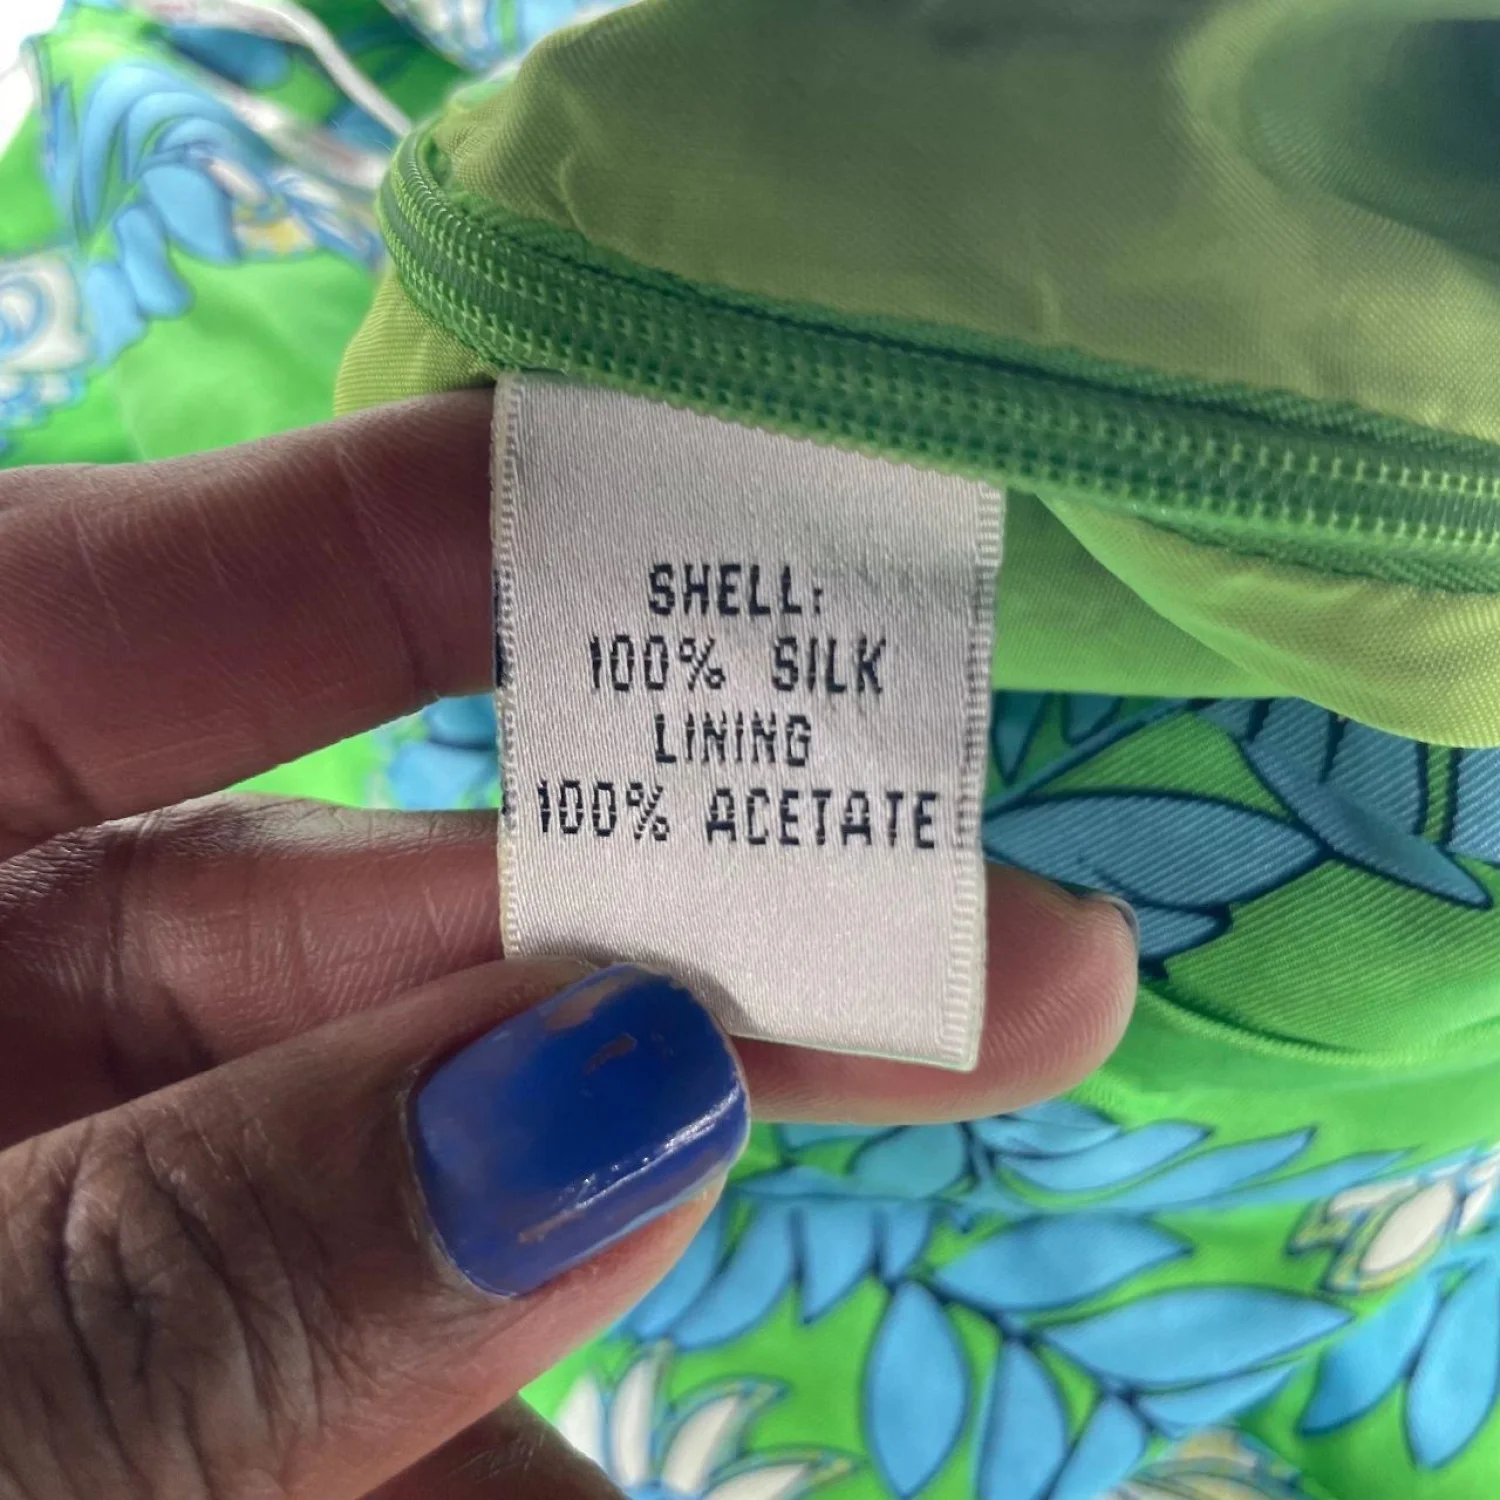 SHELL:
100% SILK
LINING
100% ACETATE